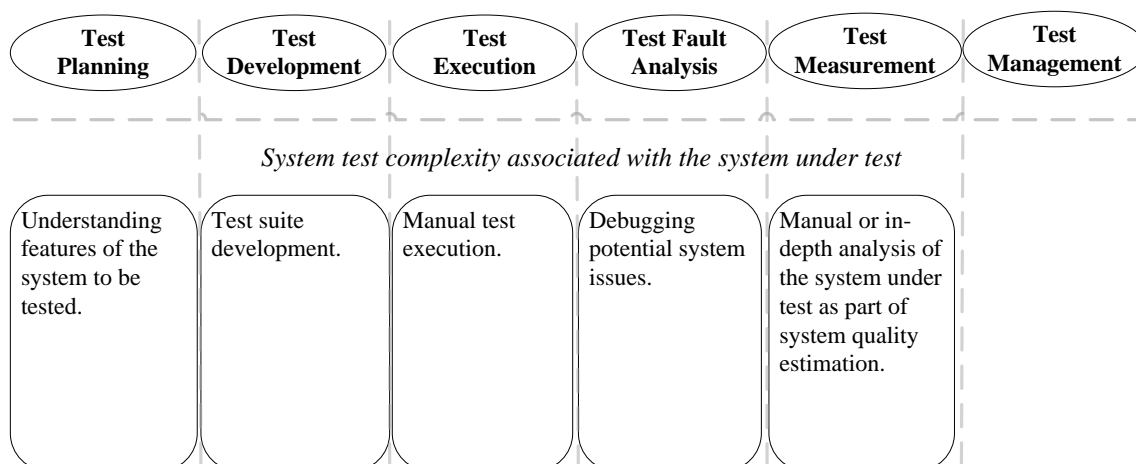 Test
Planning
Test
Development
Test
Execution
Test Fault
Analysis
Test
Measurement
Test
Management
System test complexity associated with the system under test
Understanding
features of the
system to be
tested.
Test suite
development.
Manual test
execution.
Debugging
potential system
issues.
Manual or in-
depth analysis of
the system under
test as part of
system quality
estimation.